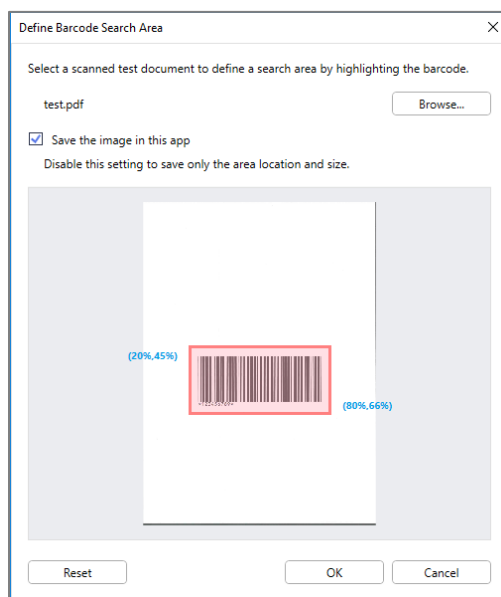 Define Barcode Search Area
Select a scanned test document to define a search area by highlighting the barcode.
test.pdf
Browse...
Save the image in this app
Disable this setting to save only the area location and size.
(20%,45%)
*123456789*
(80%,66%)
Reset
OK
Cancel